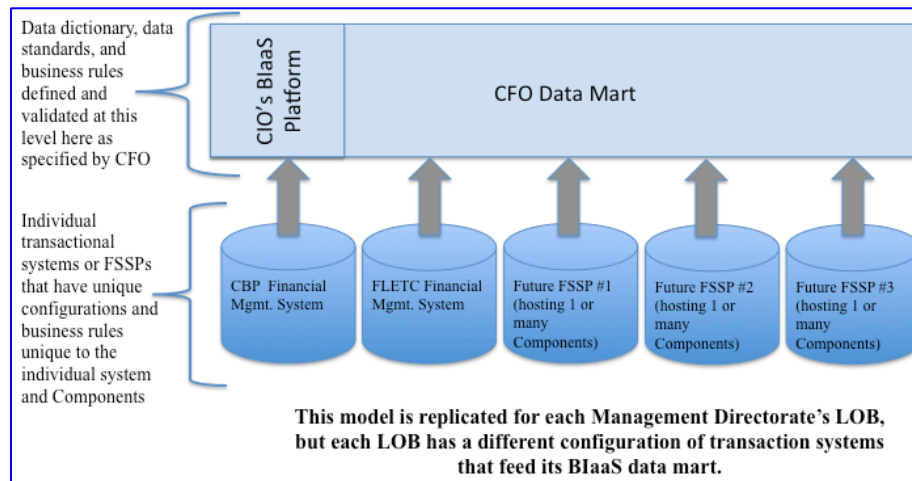 Data dictionary, data
standards, and
business rules
defined and
validated at this
level here as
specified by CFO
CIO's BIaaS
Platform
CFO Data Mart
Individual
transactional
systems or FSSPs
that have unique
configurations and
business rules
unique to the
individual system
and Components
CBP Financial
Mgmt. System
FLETC Financial
Mgmt. System
Future FSSP #1
(hosting 1 or
many
Components)
Future FSSP #2
(hosting 1 or
many
Components)
Future FSSP #3
(hosting 1 or
many
Components)
This model is replicated for each Management Directorate's LOB,
but each LOB has a different configuration of transaction systems
that feed its BIaaS data mart.